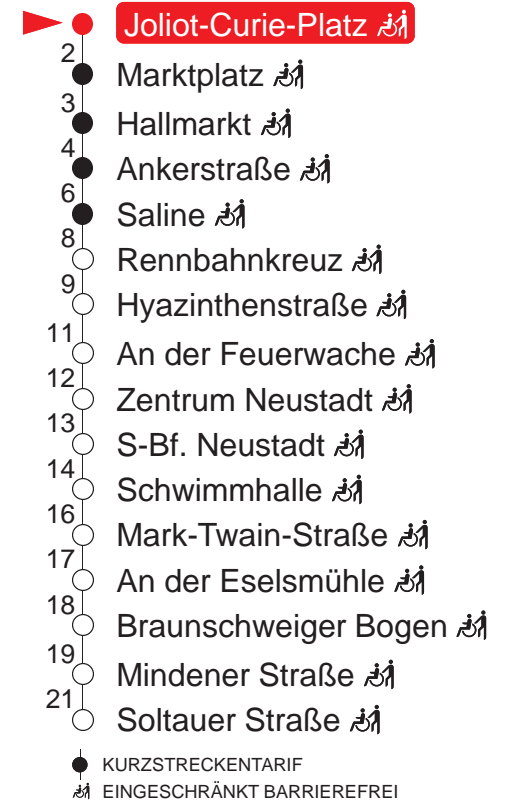 Joliot-Curie-Platz
2
Marktplatz
3
Hallmarkt
4
Ankerstraße
6
Saline
8
Rennbahnkreuz
9
Hyazinthenstraße
11
An der Feuerwache
12
Zentrum Neustadt
13
S-Bf. Neustadt
14
Schwimmhalle
16
Mark-Twain-Straße
17
An der Eselsmühle
18
Braunschweiger Bogen
19
Mindener Straße
21
Soltauer Straße
KURZSTRECKENTARIF
EINGESCHRÄNKT BARRIEREFREI